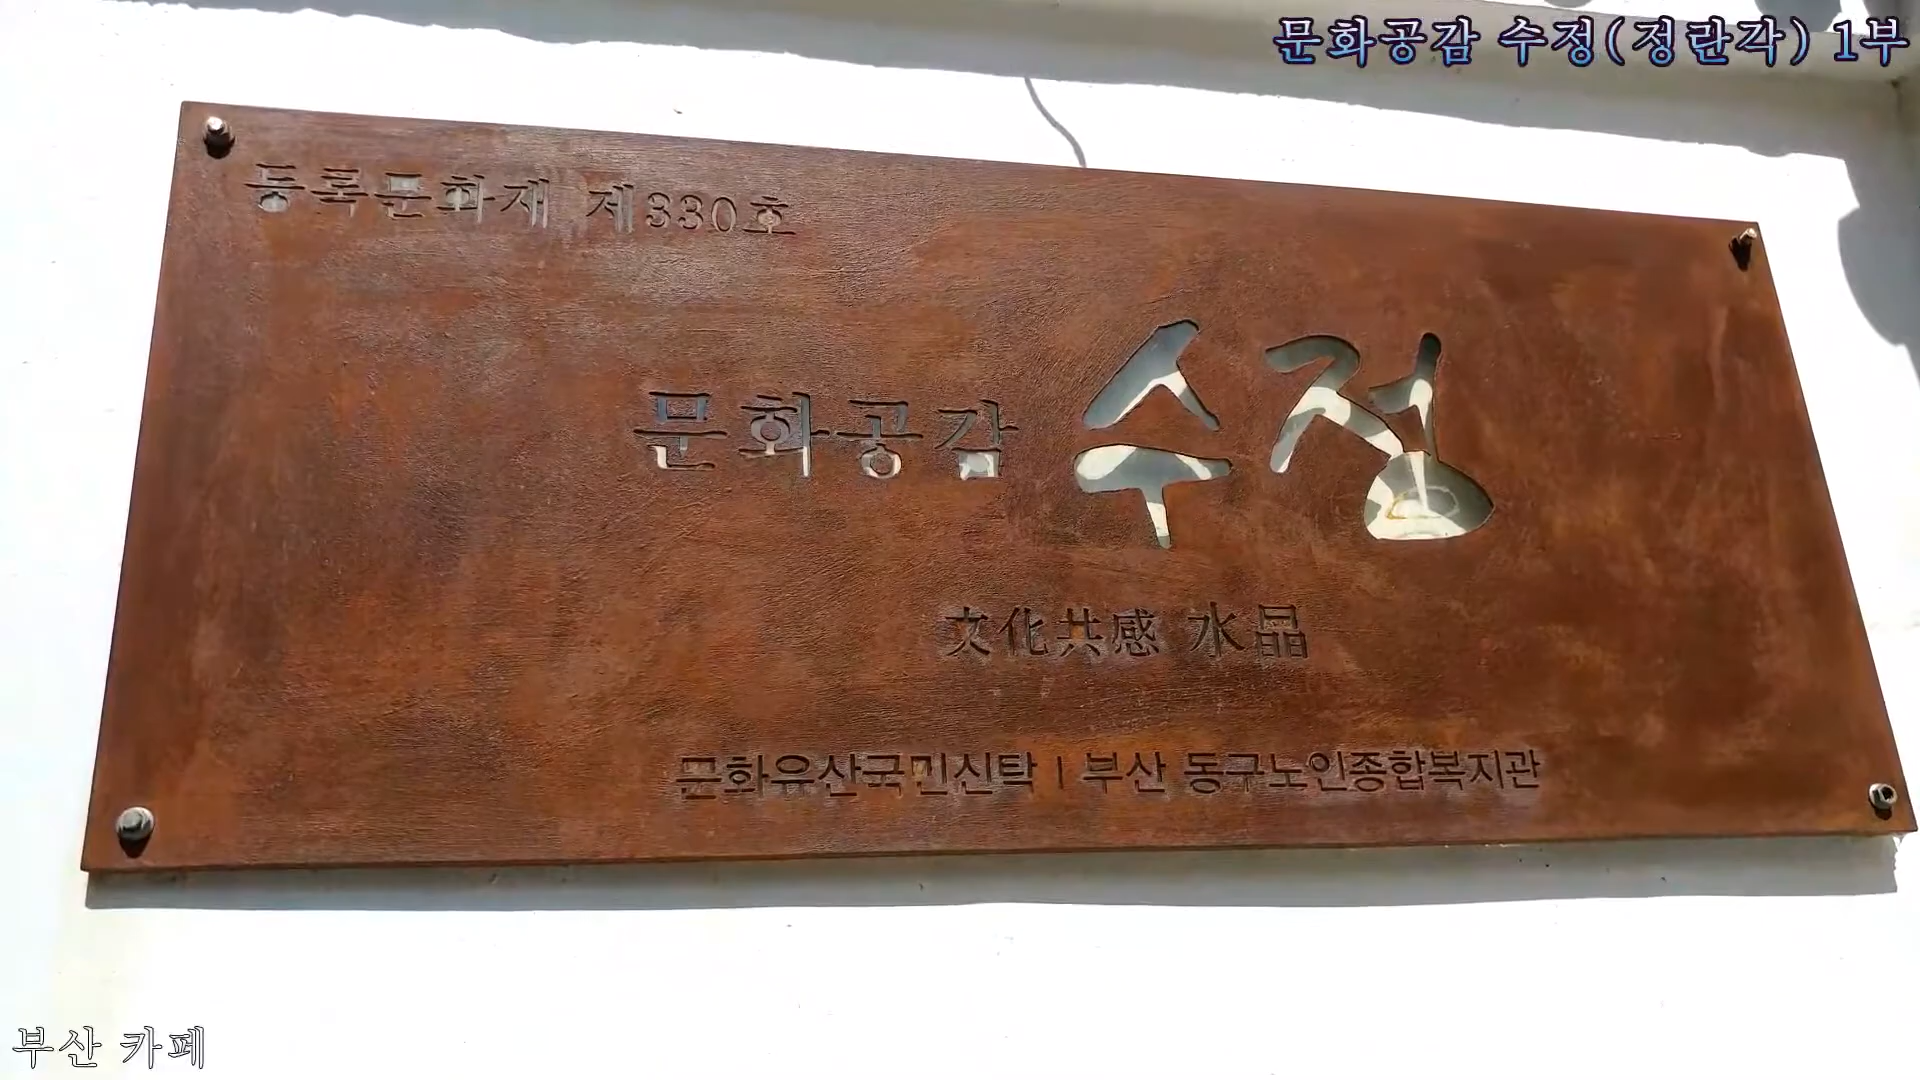 문화공감 수정(정란각) 1부
등록문화재 제330호
문화공감 수정
文化共感 水晶
문화유산국민신탁 | 부산 동구노인종합복지관
부산 카페